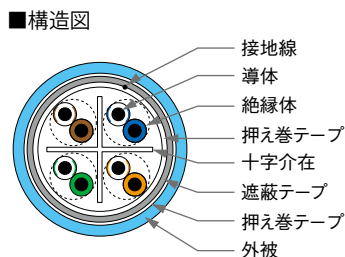 ■構造図
接地線
導体
絶縁体
押え巻テープ
十字介在
遮蔽テープ
押え巻テープ
外被